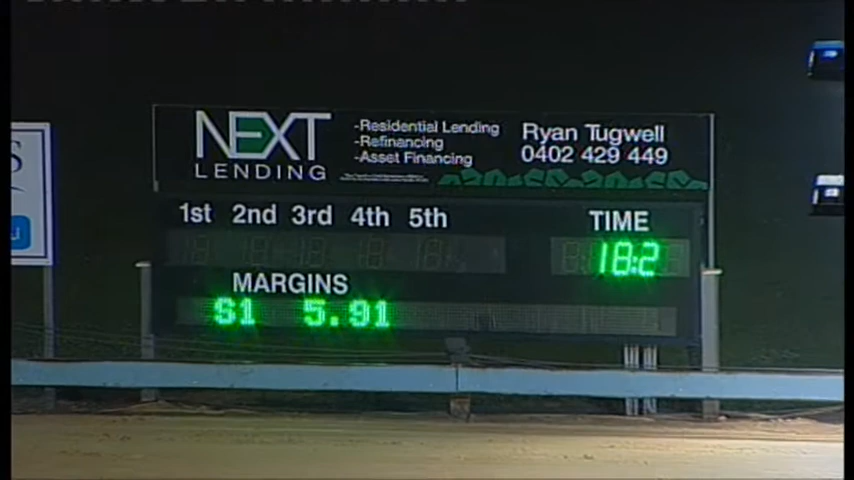 NEXT
LENDING
-Residential Lending
-Refinancing
-Asset Financing
Ryan Tugwell
0402 429 449
1st 2nd 3rd 4th 5th
TIME
18:2
MARGINS
S1 5.91